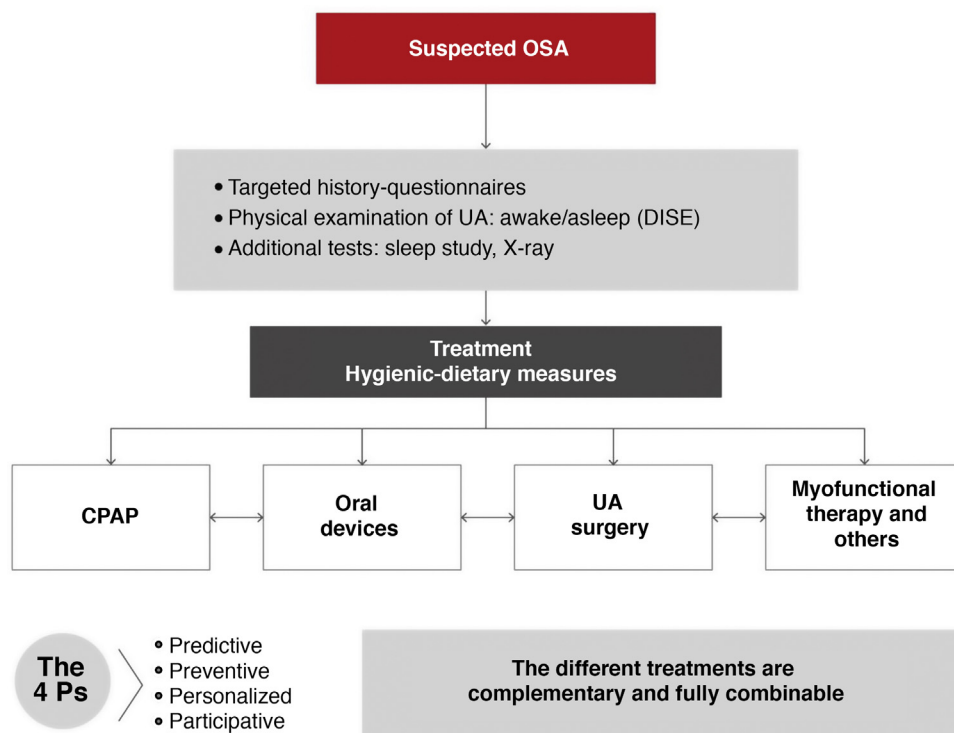 Suspected OSA
• Targeted history-questionnaires
• Physical examination of UA: awake/asleep (DISE)
• Additional tests: sleep study, X-ray
Treatment
Hygienic-dietary measures
CPAP
Oral
devices
UA
surgery
Myofunctional
therapy and
others
The
4 Ps
• Predictive
• Preventive
• Personalized
• Participative
The different treatments are
complementary and fully combinable